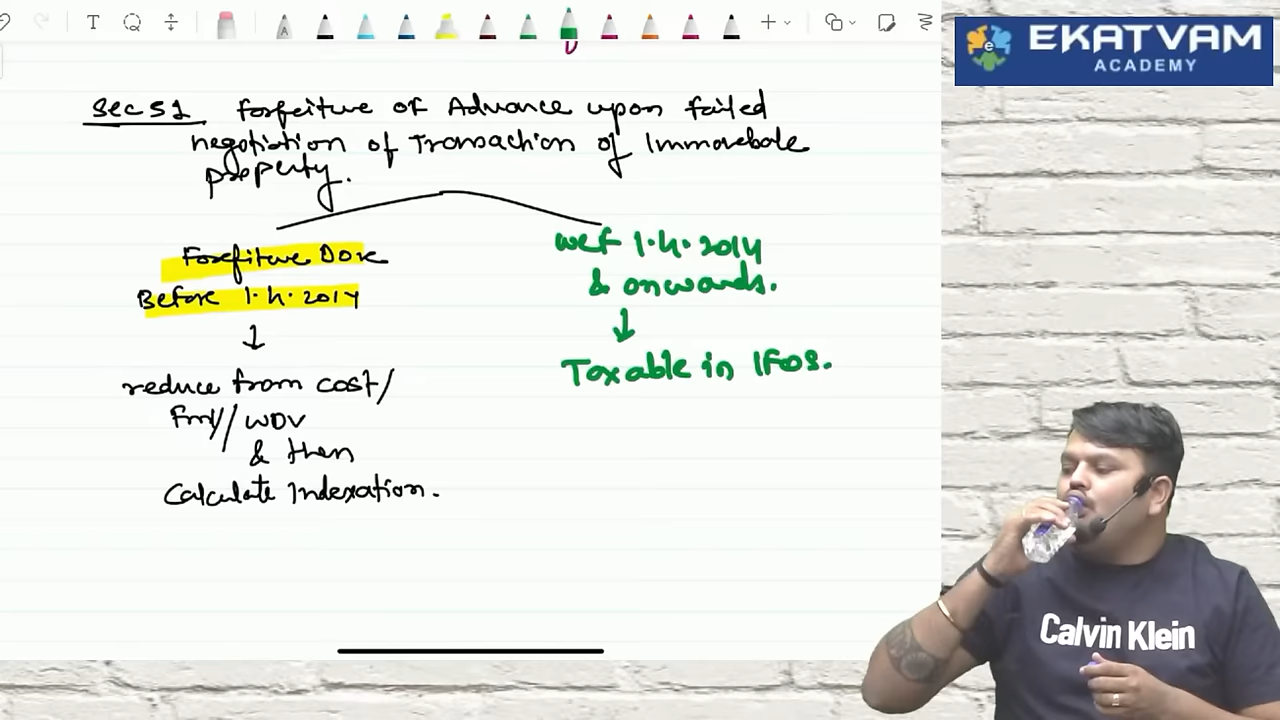 EKATVAM
ACADEMY
Sec 51 Forfeiture of Advance upon failed
negotiation of Transaction of Immovable
property.
Forefiture Done
Before 1.4.2014
reduce from cost/
FMV/WDV
& then
Calculate Indexation.
wef 1.4.2014
& onwards.
Taxable in IFOS.
Calvin Klein